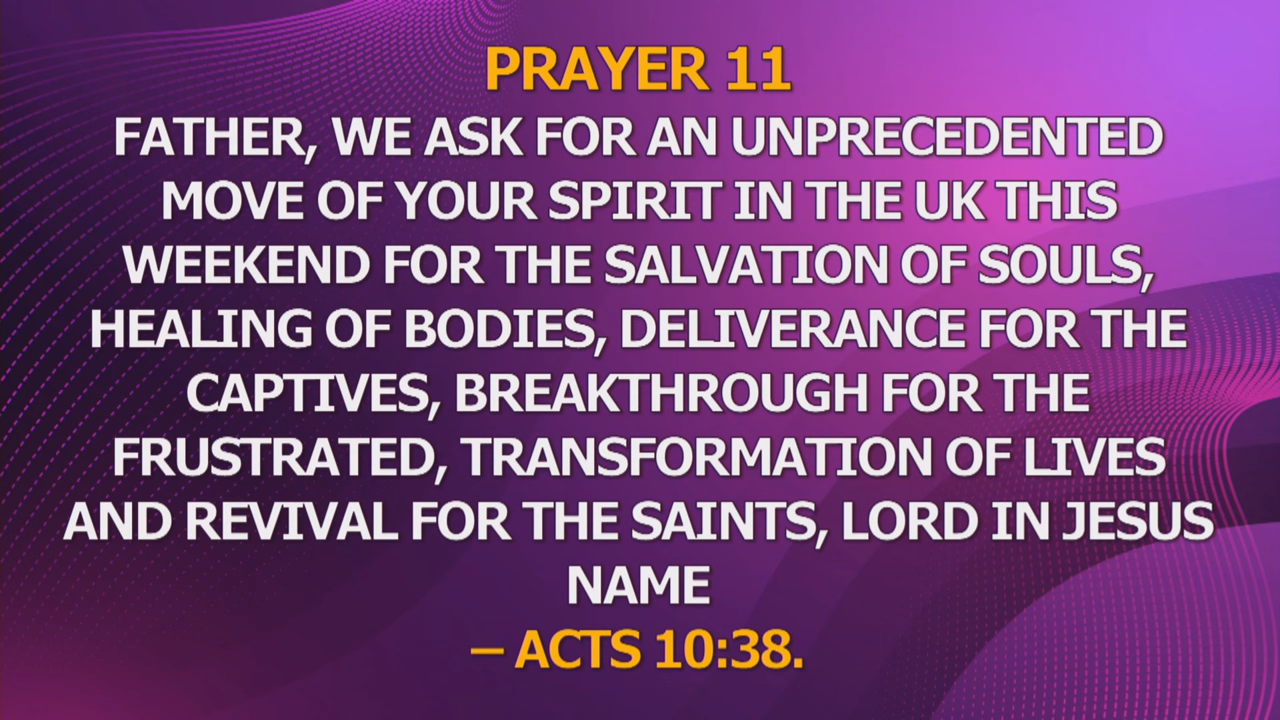 PRAYER 11
FATHER, WE ASK FOR AN UNPRECEDENTED
MOVE OF YOUR SPIRIT IN THE UK THIS
WEEKEND FOR THE SALVATION OF SOULS,
HEALING OF BODIES, DELIVERANCE FOR THE
CAPTIVES, BREAKTHROUGH FOR THE
FRUSTRATED, TRANSFORMATION OF LIVES
AND REVIVAL FOR THE SAINTS, LORD IN JESUS
NAME
– ACTS 10:38.